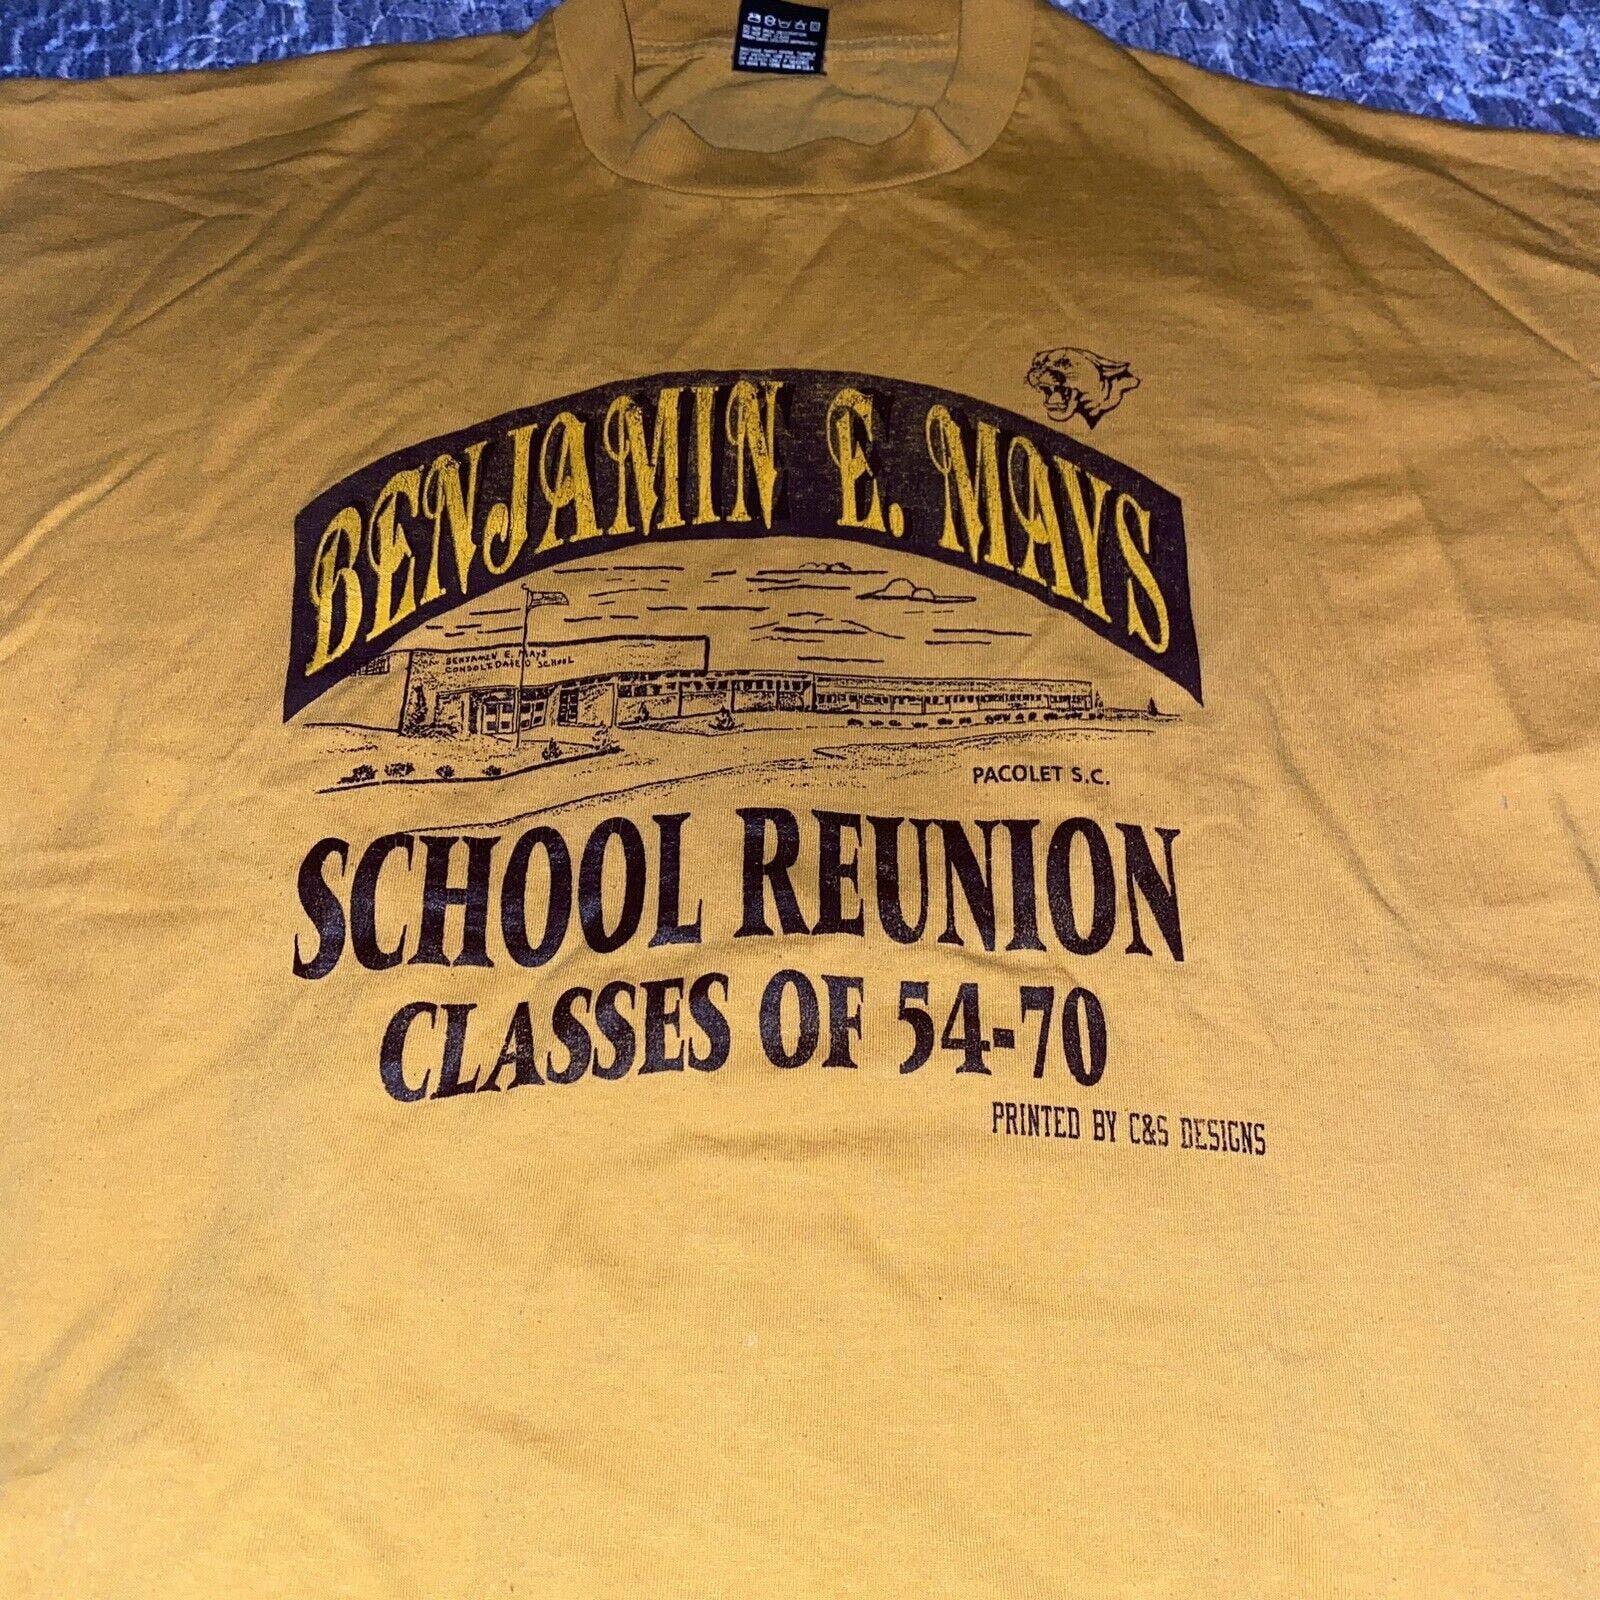 BENJAMIN E. MAYS
BENJAMIN E. MAYS
CONSOLIDATED SCHOOL
PACOLET S.C.
SCHOOL REUNION
CLASSES OF 54-70
PRINTED BY C&S DESIGNS